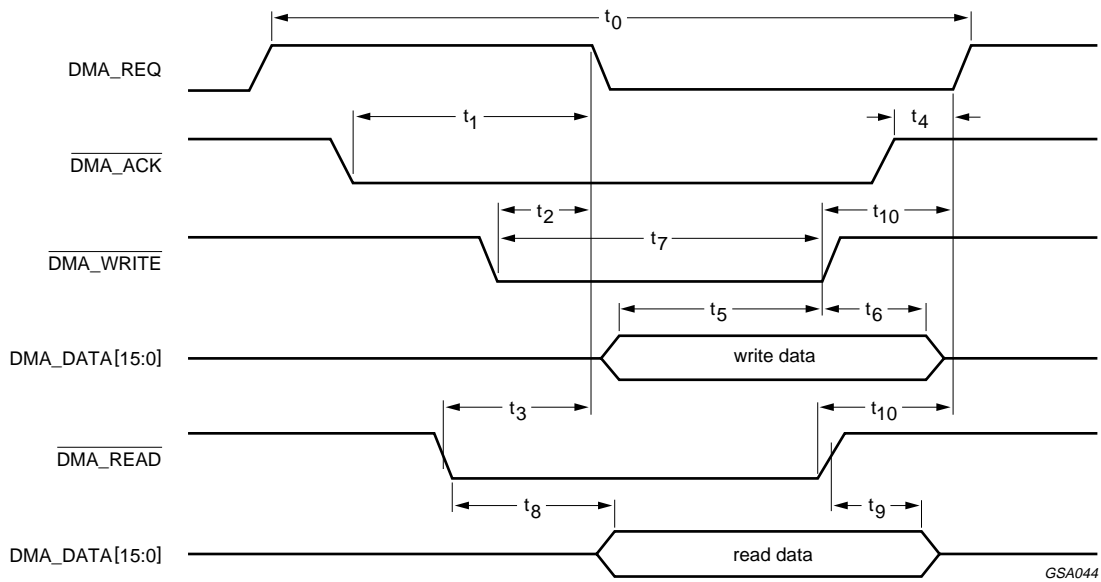 t0
DMA_REQ
t1
t4
DMA_ACK
t2
t10
t7
DMA_WRITE
t5
t6
DMA_DATA[15:0]
write data
t3
t10
DMA_READ
t8
t9
DMA_DATA[15:0]
read data
GSA044